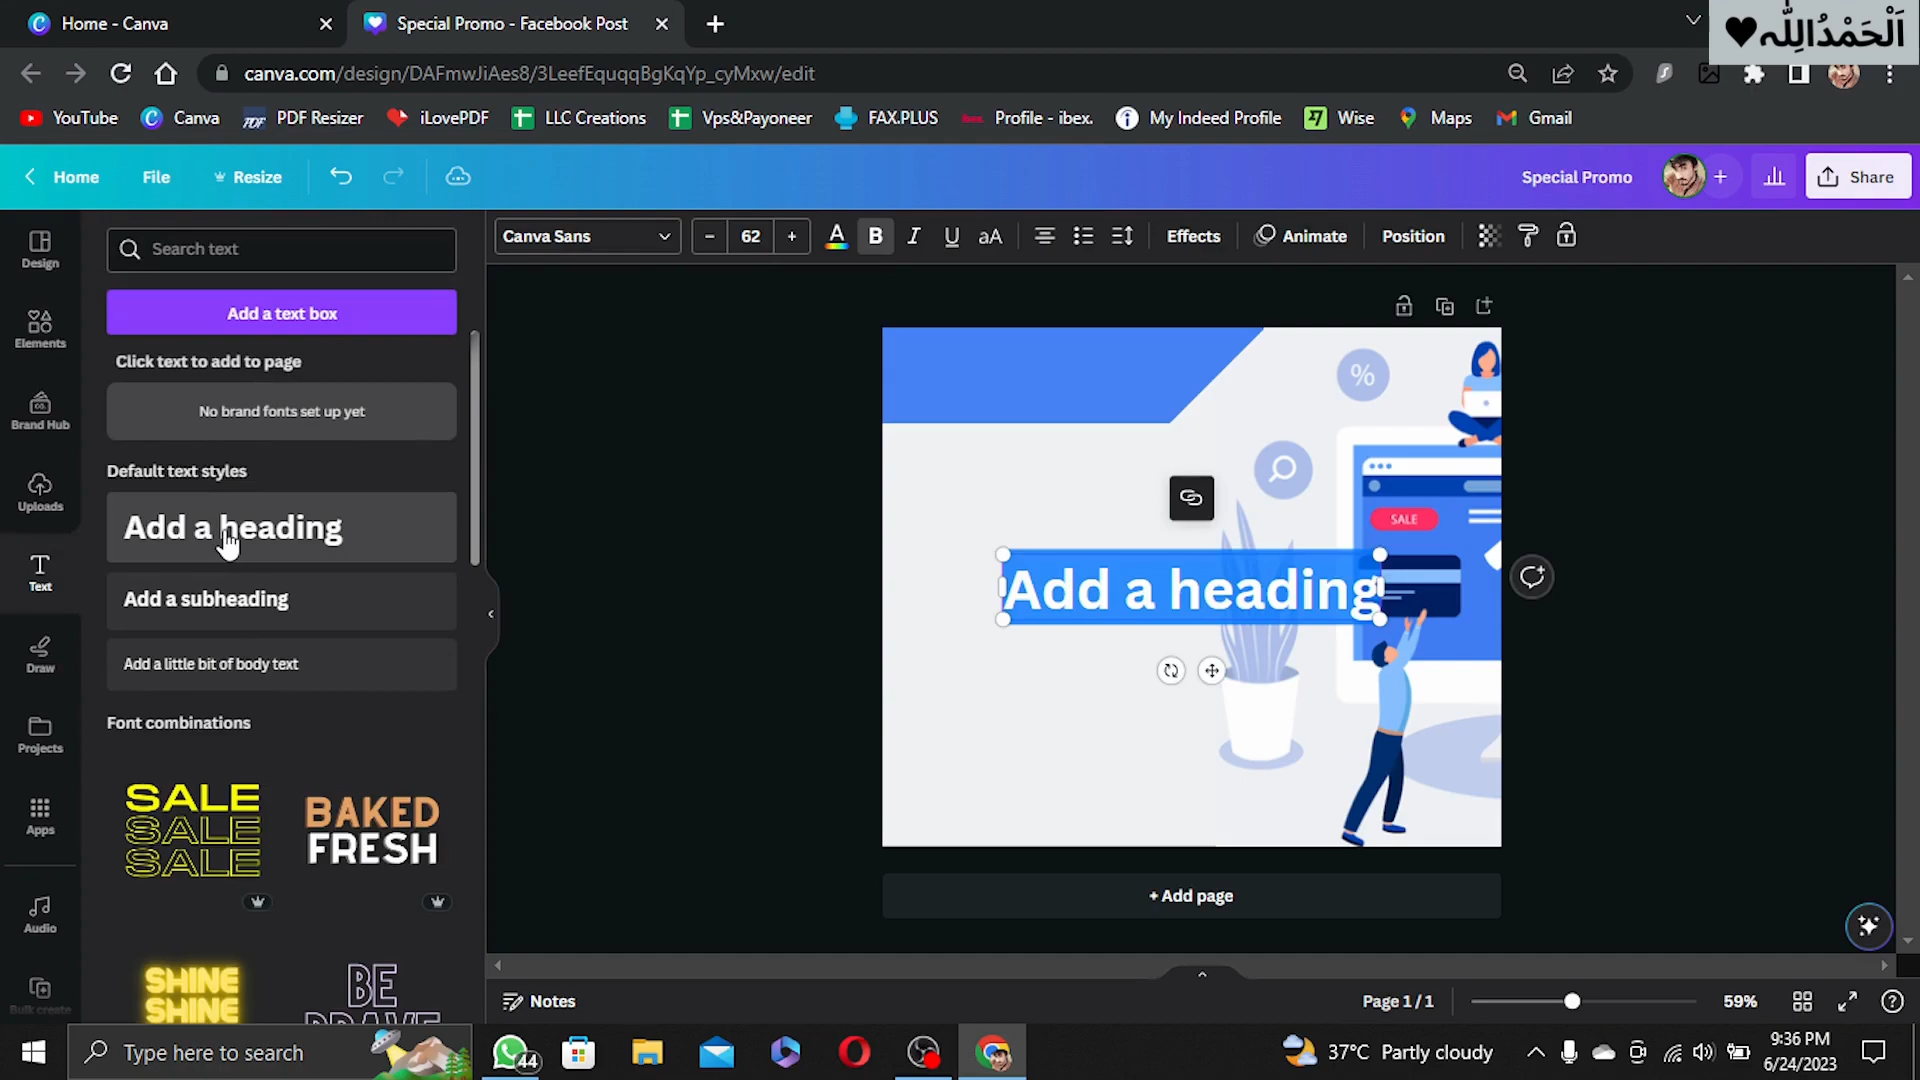 Home - Canva
Special Promo - Facebook Post
♥اَلْحَمْدُالِلّٰه
canva.com/design/DAFmwJiAes8/3LeefEquqqBgKqYp_cyMxw/edit
YouTube
Canva
PDF Resizer
iLovePDF
LLC Creations
Vps&Payoneer
FAX.PLUS
Profile - ibex.
My Indeed Profile
Wise
Maps
Gmail
Home
File
Resize
Special Promo
Share
Design
Elements
Brand Hub
Uploads
Text
Draw
Projects
Apps
Audio
Bulk create
Search text
Add a text box
Click text to add to page
No brand fonts set up yet
Default text styles
Add a heading
Add a subheading
Add a little bit of body text
Font combinations
SALE
SALE
SALE
BAKED
FRESH
SHINE
SHINE
BE
BRAVE
Canva Sans
62
A
B
I
U
aA
Effects
Animate
Position
%
SALE
Add a heading
+ Add page
Notes
Page 1 / 1
59%
Type here to search
44
37°C Partly cloudy
9:36 PM
6/24/2023